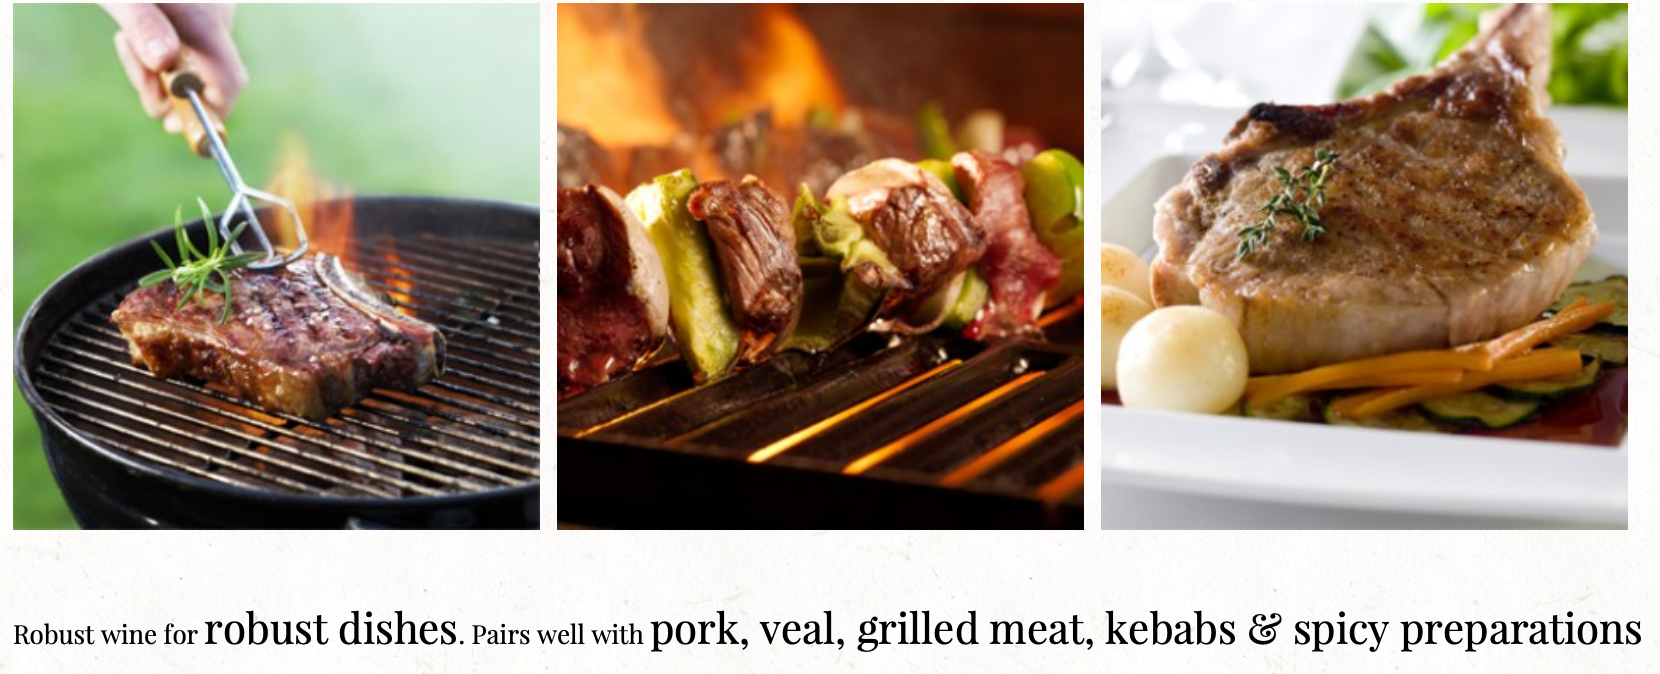 Robust wine for robust dishes. Pairs well with pork, veal, grilled meat, kebabs & spicy preparations